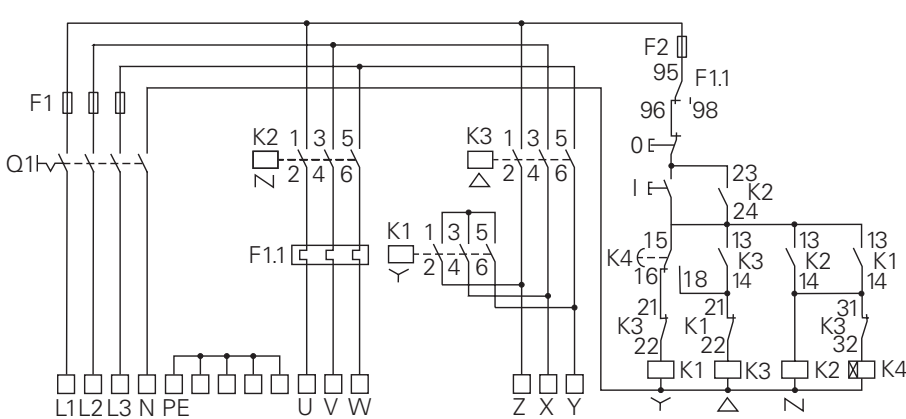 F2
95 F1.1
F1
96 98
K2 1 3 5
K3 1 3 5
0
Q1
2 4 6
2 4 6
I
23
K2
24
K1 1 3 5
F1.1
2 4 6
15 13 13 13
K4 K3 K2 K1
16 18 14 14 14
21 21 31
K3 K1 K3
22 22 32
K1 K3 K2 K4
L1 L2 L3 N PE U V W Z X Y